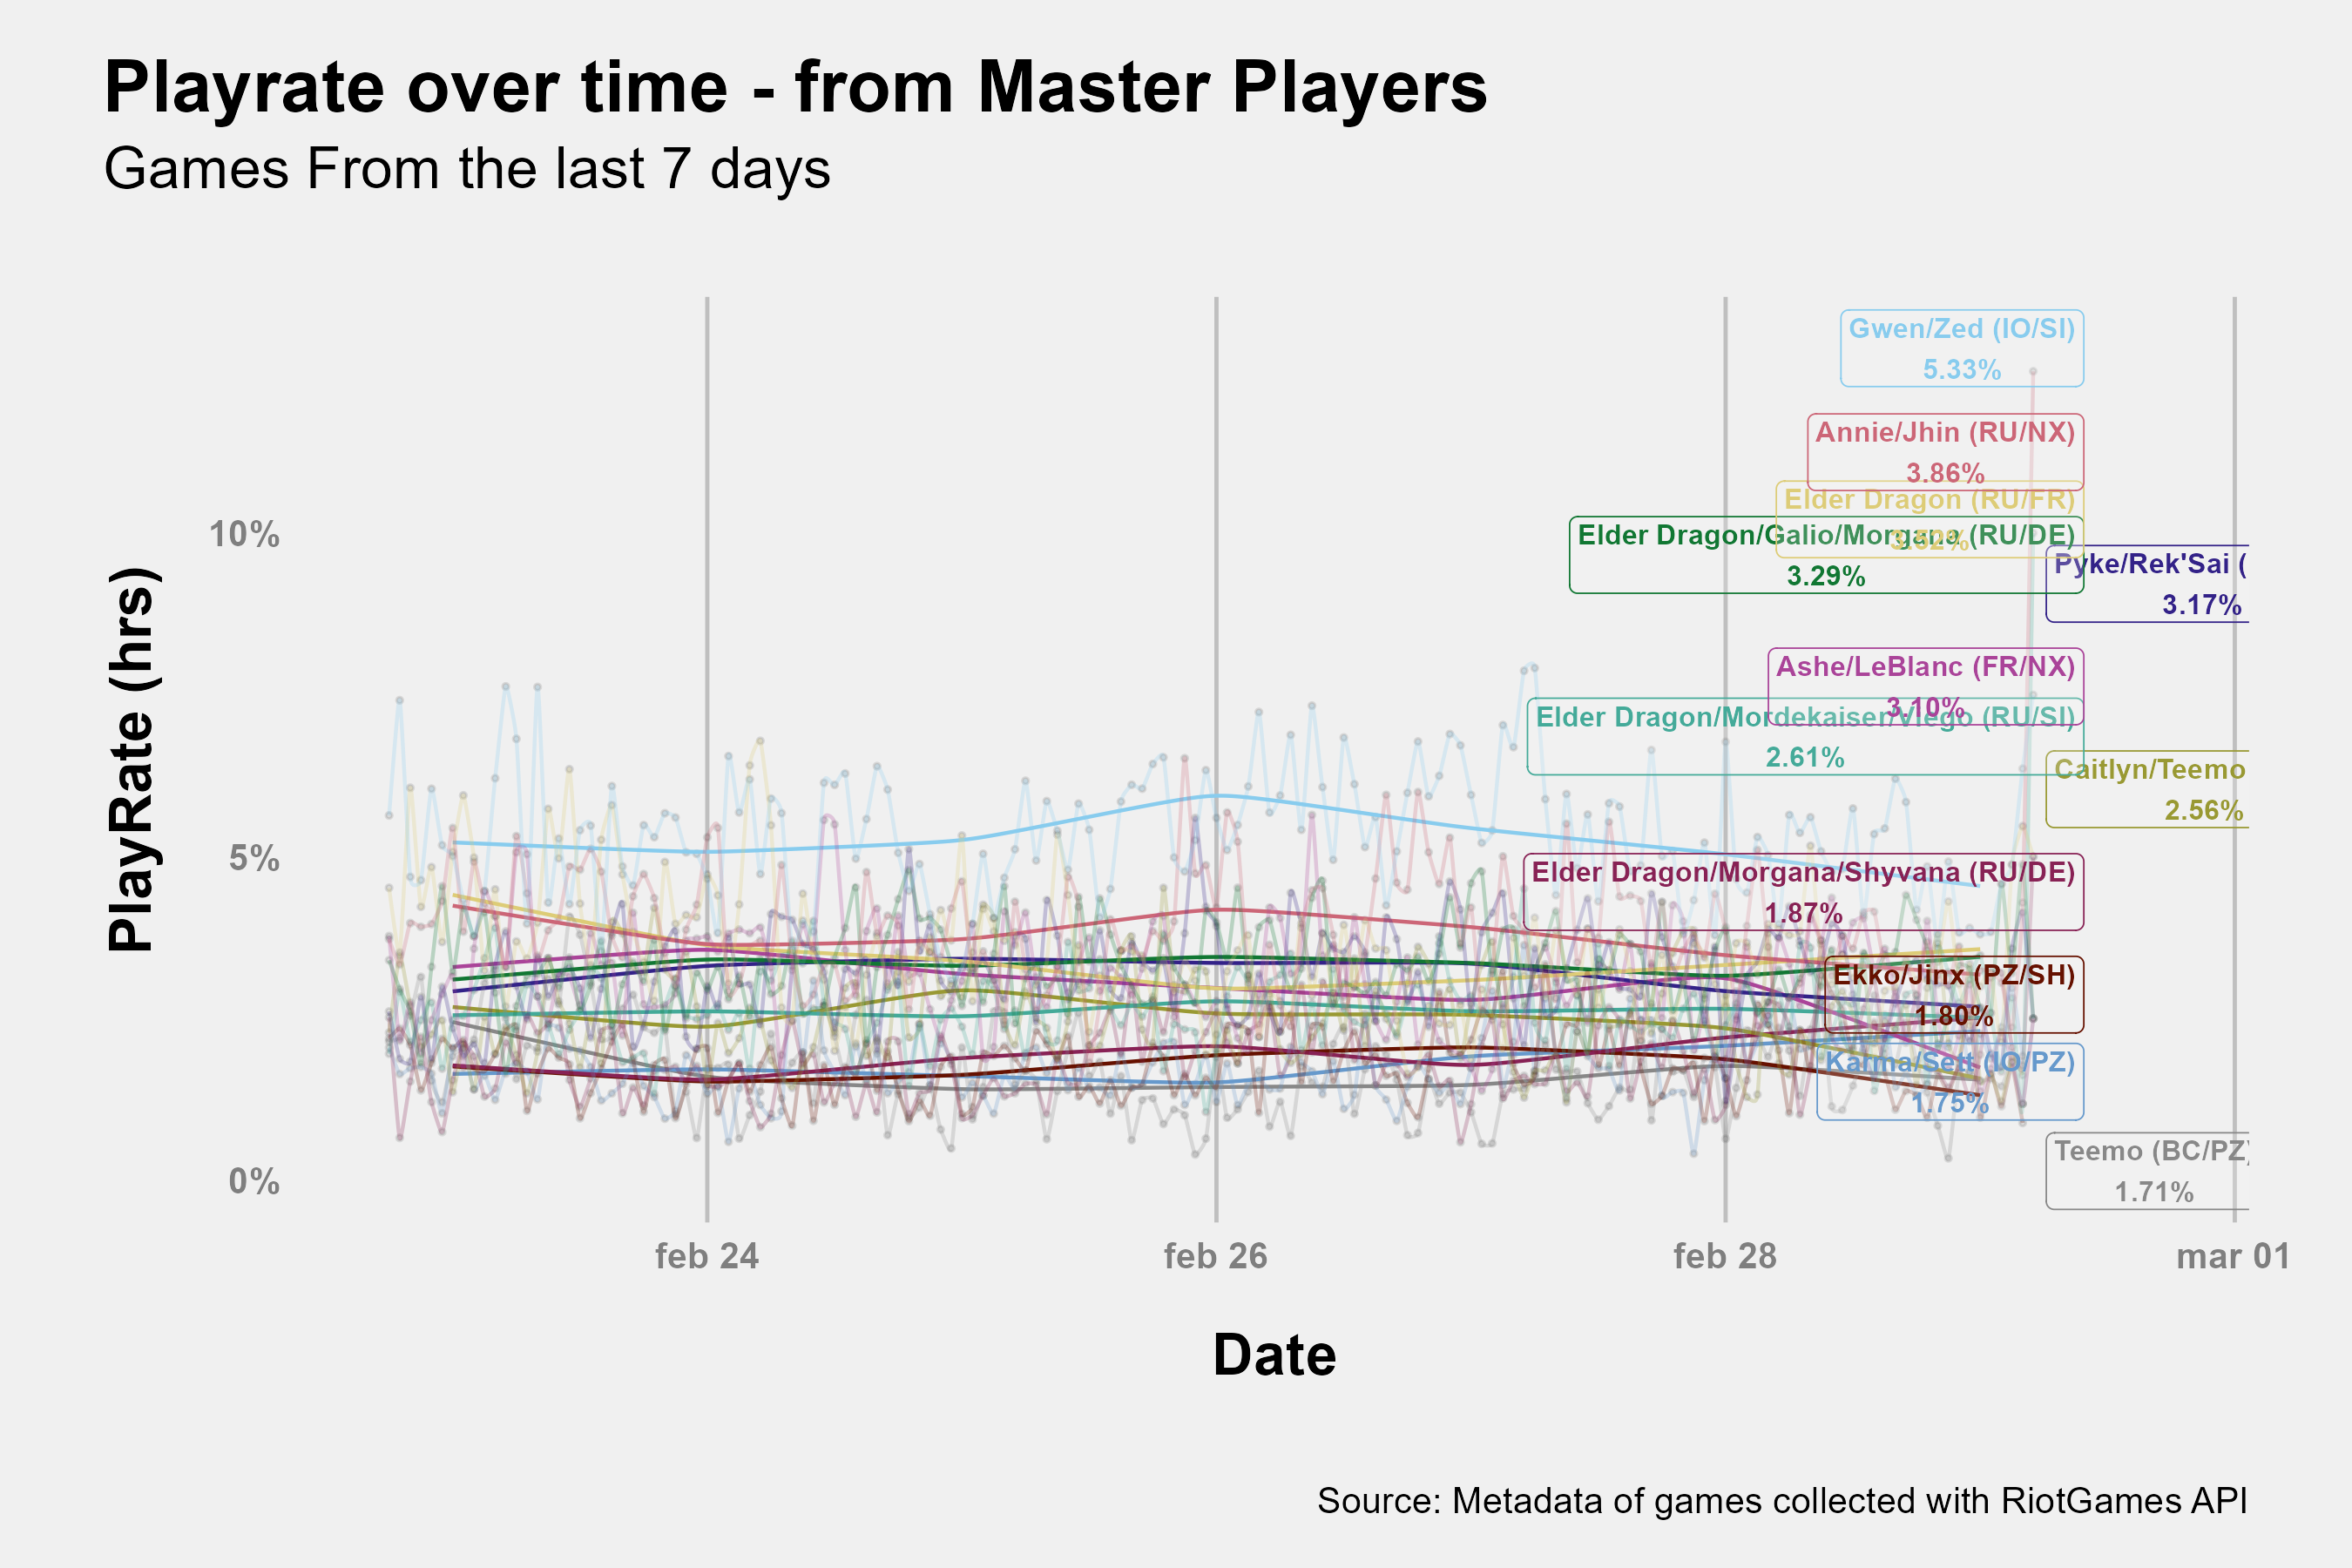 Playrate over time - from Master Players
Games From the last 7 days
PlayRate (hrs)
10%
5%
0%
Gwen/Zed (IO/SI)
5.33%
Annie/Jhin (RU/NX)
3.86%
Elder Dragon (RU/FR)
3.52%
Elder Dragon/Galio/Morgana (RU/DE)
3.29%
Pyke/Rek'Sai (
3.17%
Ashe/LeBlanc (FR/NX)
3.10%
Elder Dragon/Mordekaiser/Viego (RU/SI)
2.61%
Caitlyn/Teemo
2.56%
Elder Dragon/Morgana/Shyvana (RU/DE)
1.87%
Ekko/Jinx (PZ/SH)
1.80%
Karma/Sett (IO/PZ)
1.75%
Teemo (BC/PZ)
1.71%
feb 24
feb 26
feb 28
mar 01
Date
Source: Metadata of games collected with RiotGames API